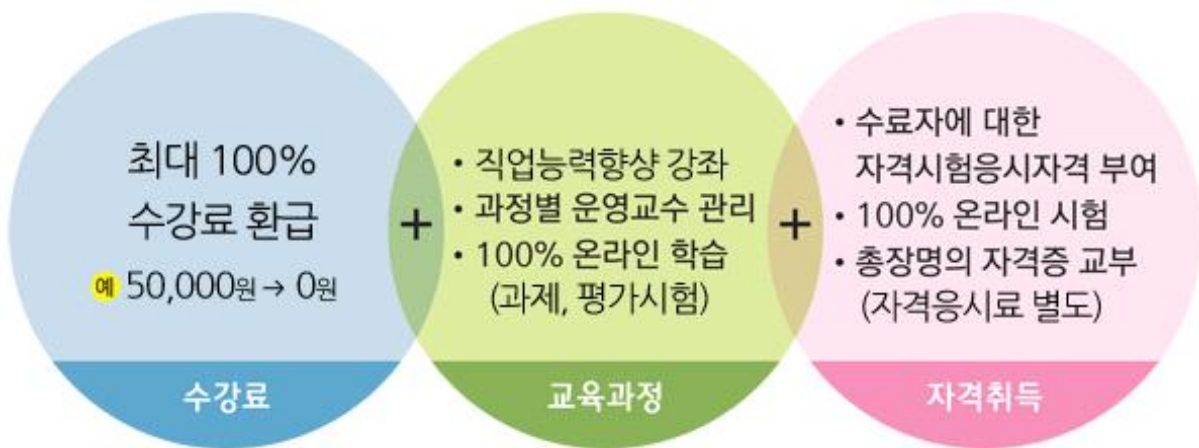 최대 100%
수강료 환급
예 50,000원 → 0원
수강료
+
• 직업능력향상 강좌
• 과정별 운영교수 관리
• 100% 온라인 학습
(과제, 평가시험)
교육과정
+
• 수료자에 대한
자격시험응시자격 부여
• 100% 온라인 시험
• 총장명의 자격증 교부
(자격응시료 별도)
자격취득